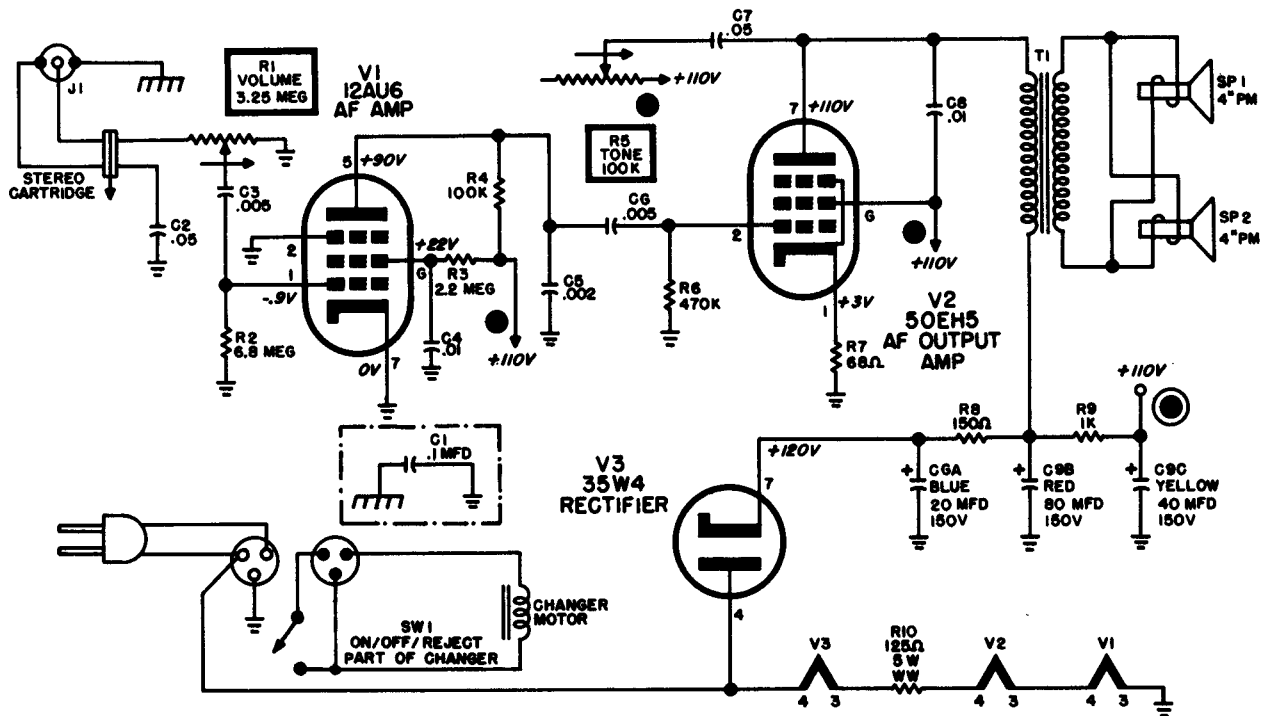 J1
R1
VOLUME
3.25 MEG
V1
12AU6
AF AMP
C7
.05
+110V
R5
TONE
100K
7
+110V
C8
.01
T1
SP 1
4" PM
STEREO
CARTRIDGE
C3
.005
C2
.05
5
+90V
R4
100K
2
1
-.9V
+22V
G
R3
2.2 MEG
C4
.01
+.110V
R2
6.8 MEG
0V
7
C6
.005
C5
.002
R6
470K
2
G
+110V
+3V
1
R7
68Ω
V2
50EH5
AF OUTPUT
AMP
SP 2
4" PM
C1
.1 MFD
V3
35W4
RECTIFIER
+120V
7
4
R8
150Ω
R9
1K
+110V
C9A
BLUE
20 MFD
150V
C9B
RED
80 MFD
150V
C9C
YELLOW
40 MFD
150V
+
+
+
SW1
ON/OFF/REJECT
PART OF CHANGER
CHANGER
MOTOR
V3
4
3
R10
125Ω
5 W
WW
V2
4
3
V1
4
3